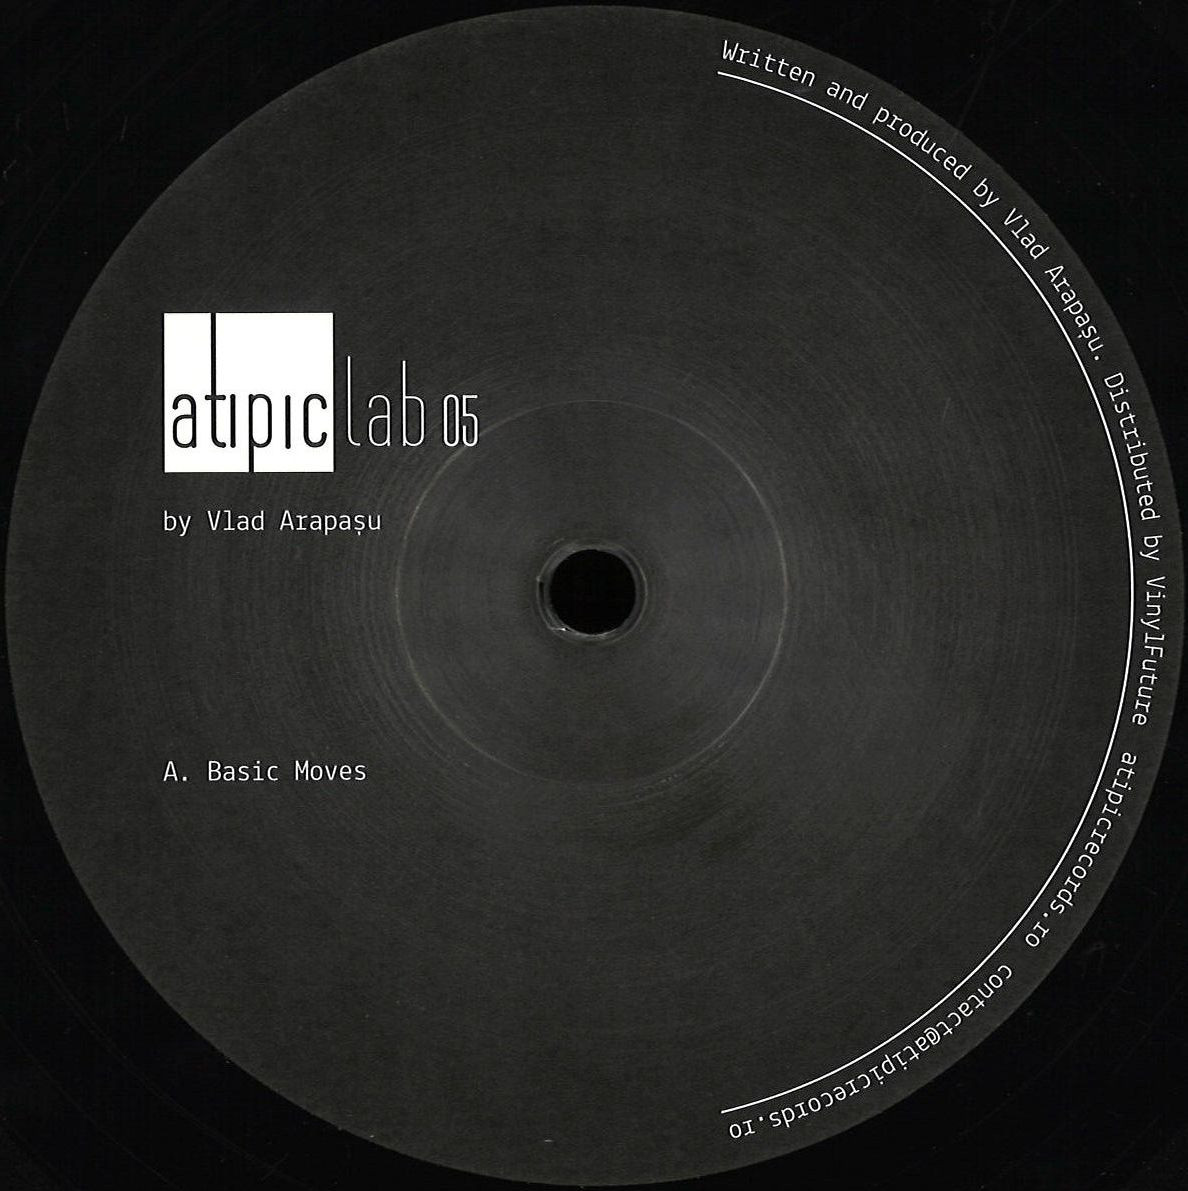 atipic lab 05
by Vlad Arapașu
A. Basic Moves
Written and produced by Vlad Arapașu. Distributed by VinylFuture atipicrecords.ro contact@atipicrecords.ro